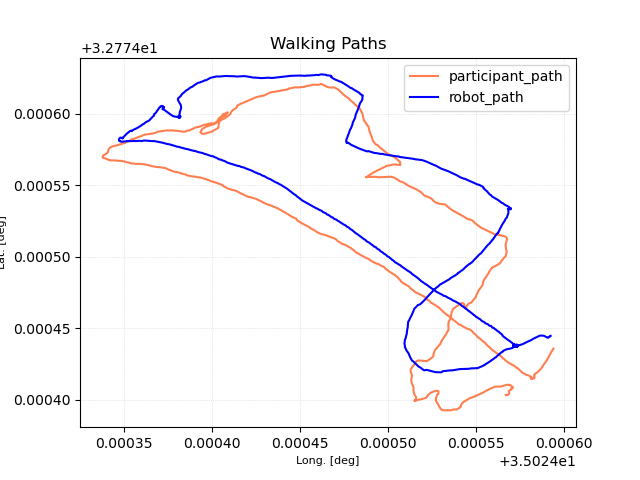 Walking Paths
+3.2774e1
participant_path
robot_path
0.00060
0.00055
0.00050
0.00045
0.00040
Lat. [deg]
0.00035 0.00040 0.00045 0.00050 0.00055 0.00060
Long. [deg]
+3.5024e1